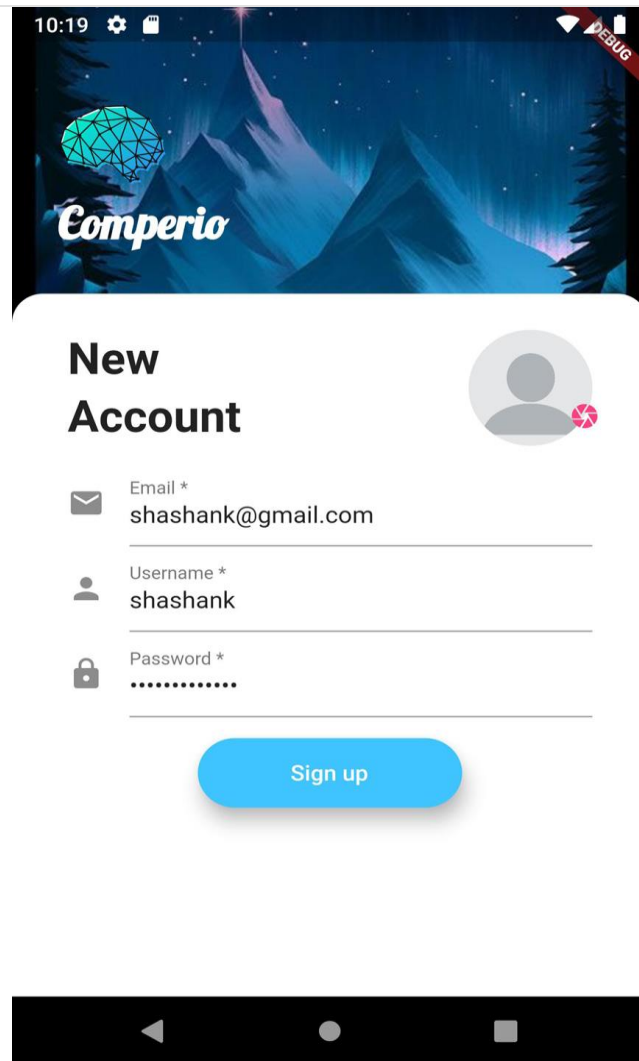 10:19
DEBUG
Comperio
New
Account
Email *
shashank@gmail.com
Username *
shashank
Password *
•••••••••••••
Sign up